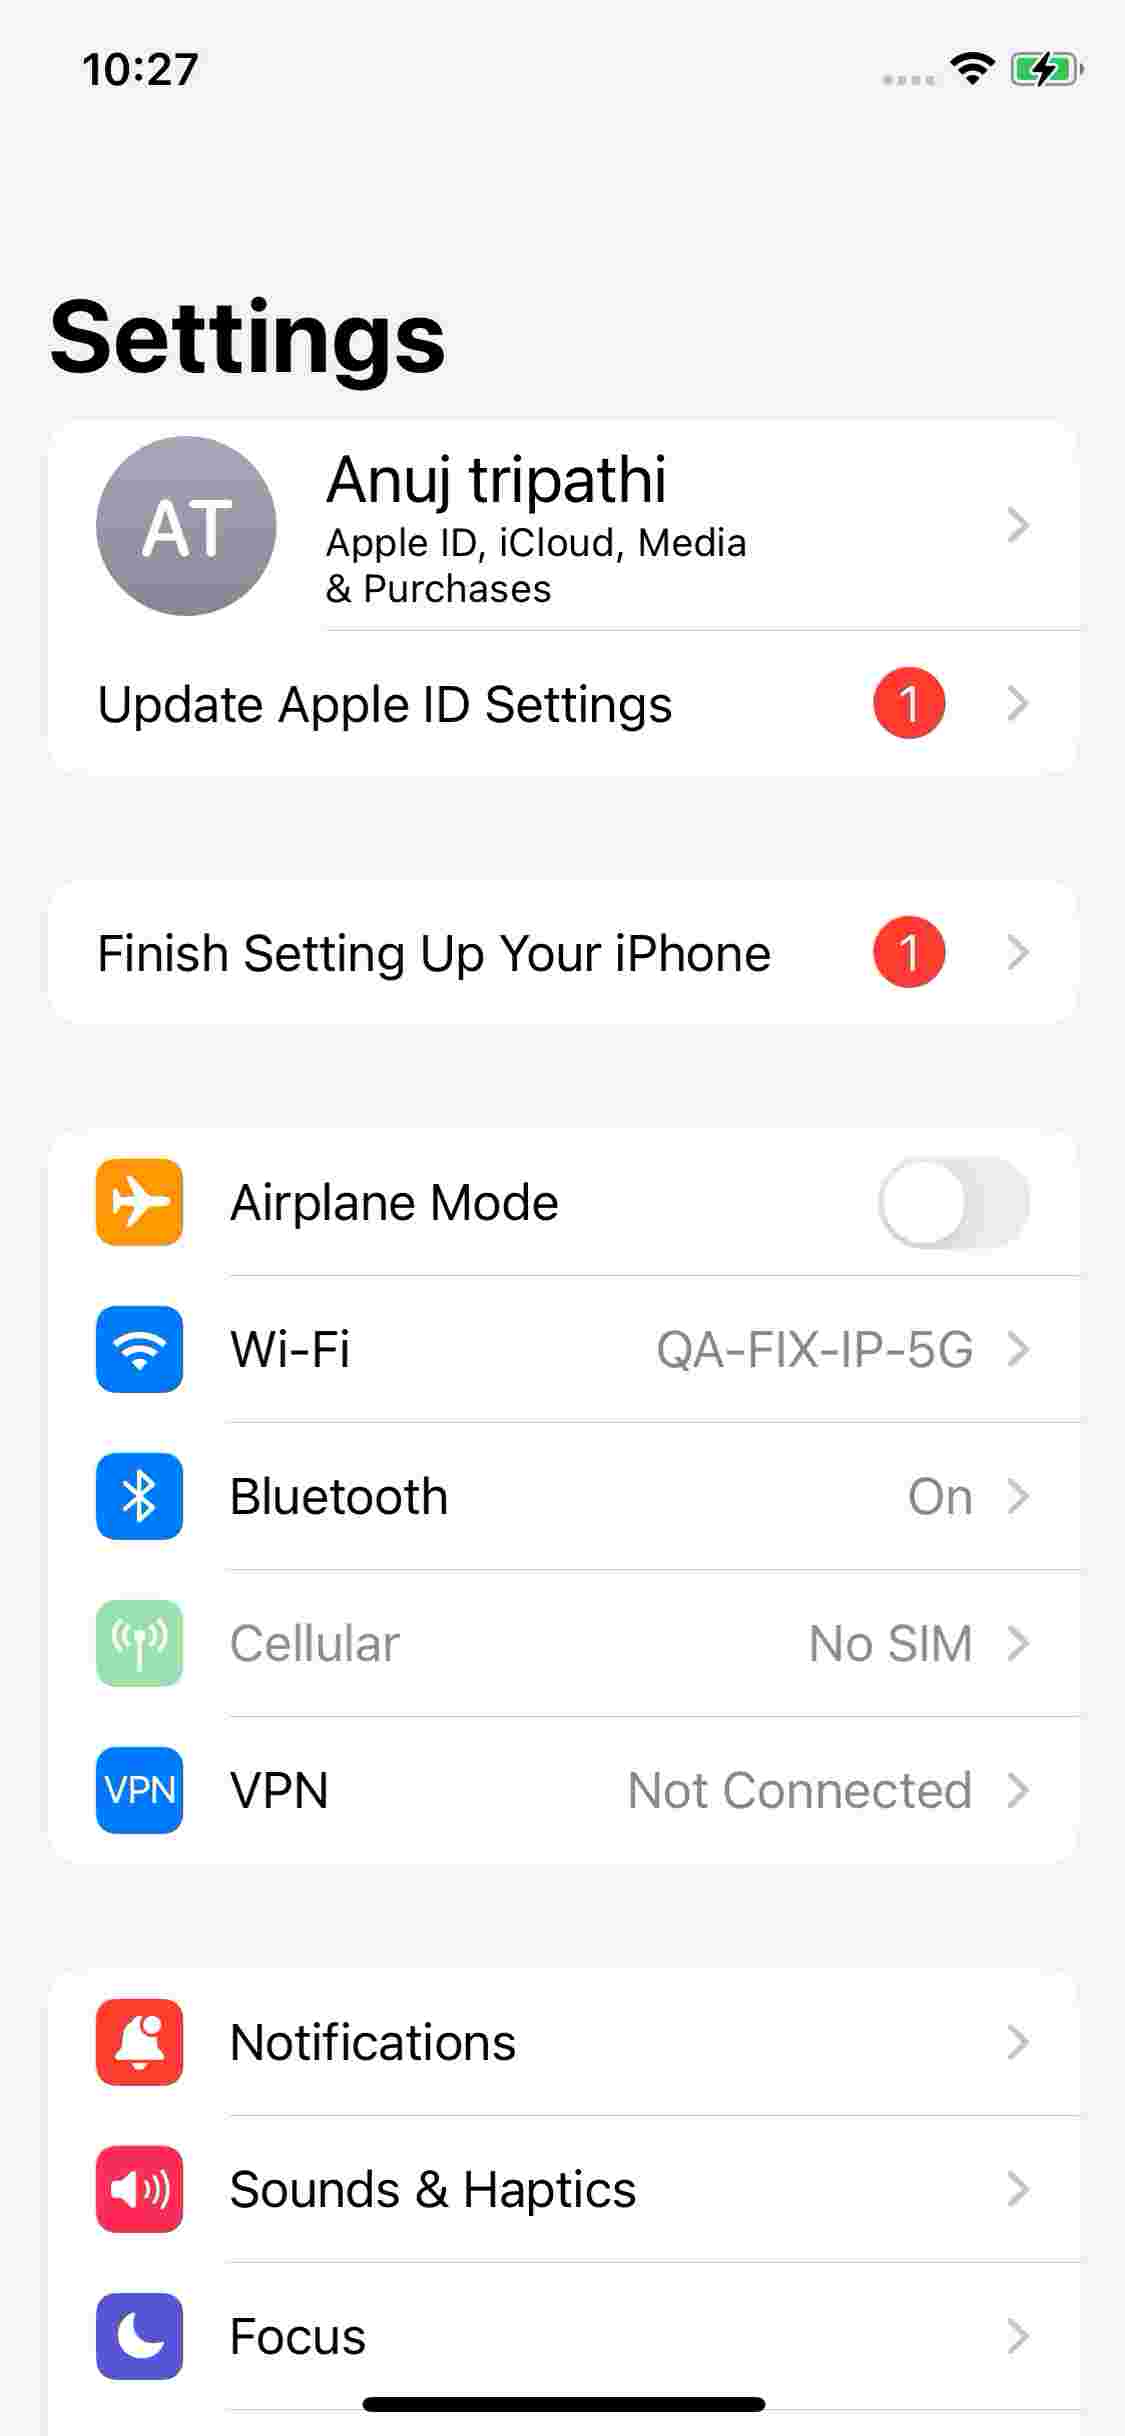 10:27
Settings
AT
Anuj tripathi
Apple ID, iCloud, Media
& Purchases
Update Apple ID Settings 1
Finish Setting Up Your iPhone 1
Airplane Mode
Wi-Fi QA-FIX-IP-5G
Bluetooth On
Cellular No SIM
VPN VPN Not Connected
Notifications
Sounds & Haptics
Focus